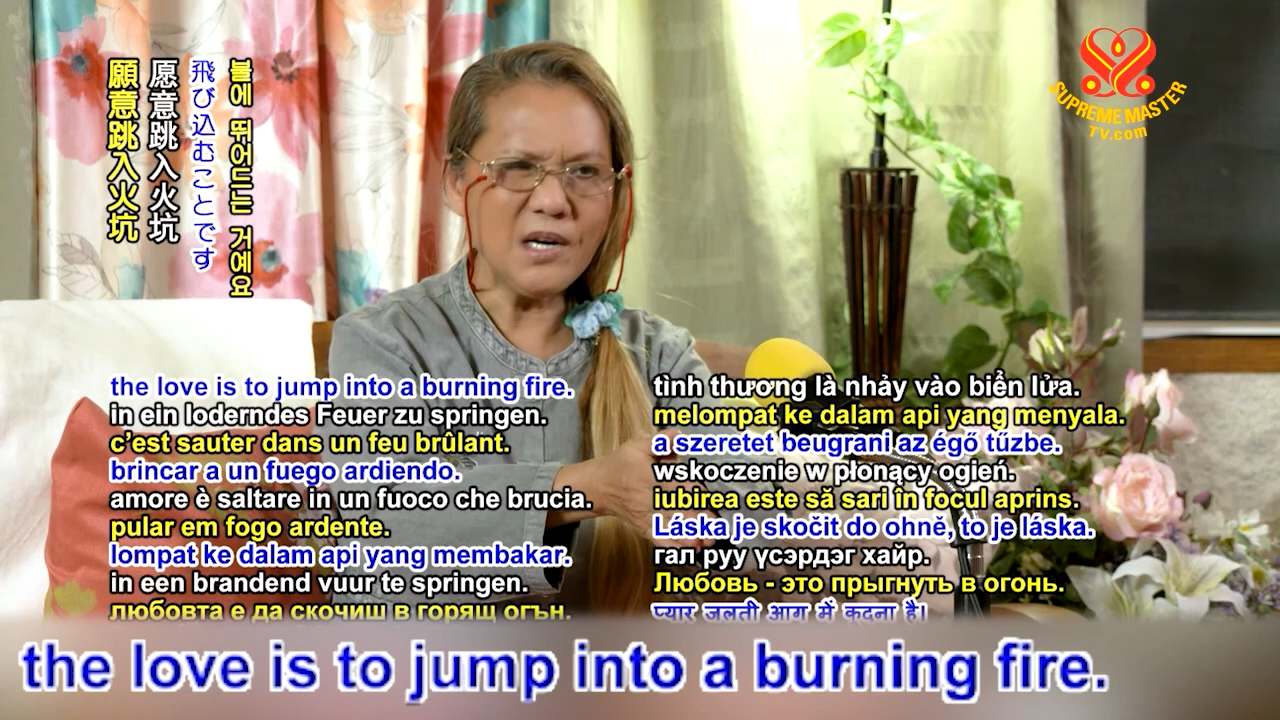 願意跳入火坑
愿意跳入火坑
飛び込むことです
불에 뛰어드는 거예요
SUPREME MASTER
TV.com
the love is to jump into a burning fire.
in ein loderndes Feuer zu springen.
c'est sauter dans un feu brûlant.
brincar a un fuego ardiendo.
amore è saltare in un fuoco che brucia.
pular em fogo ardente.
lompat ke dalam api yang membakar.
in een brandend vuur te springen.
любовта е да скочиш в горящ огън.
tình thương là nhảy vào biển lửa.
melompat ke dalam api yang menyala.
a szeretet beugrani az égő tűzbe.
wskoczenie w płonący ogień.
iubirea este să sari în focul aprins.
Láska je skočit do ohně, to je láska.
гал руу үсэрдэг хайр.
Любовь - это прыгнуть в огонь.
प्यार जलती आग में कूदना है।
the love is to jump into a burning fire.